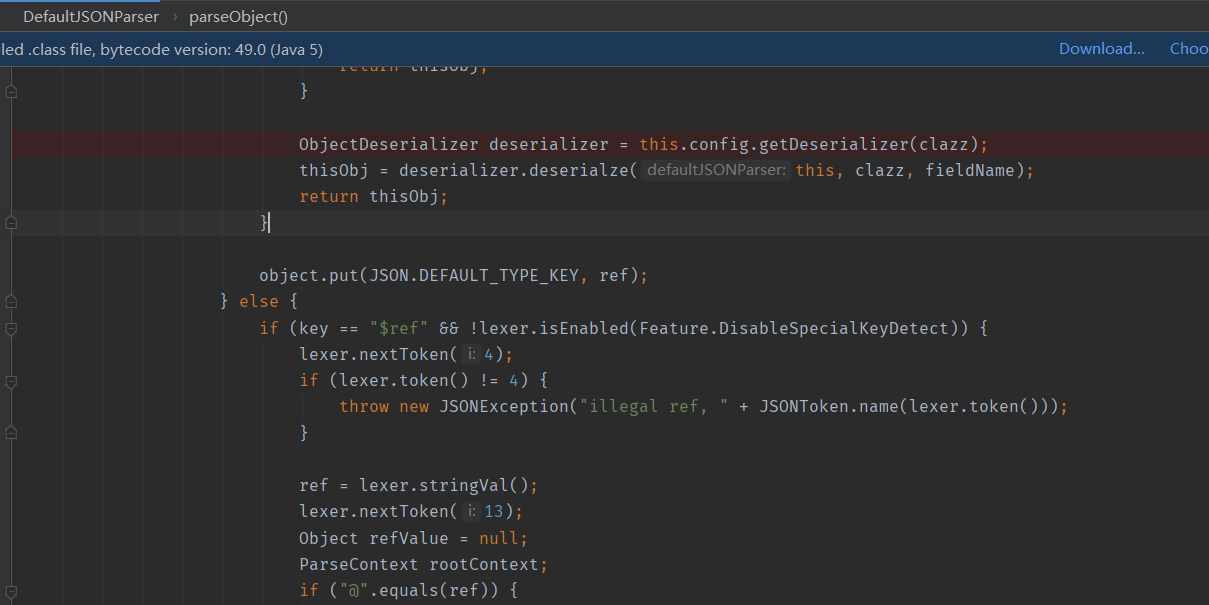 DefaultJSONParser › parseObject()
led .class file, bytecode version: 49.0 (Java 5) Download... Choo
return thisObj;
}
ObjectDeserializer deserializer = this.config.getDeserializer(clazz);
thisObj = deserializer.deserialze( defaultJSONParser: this, clazz, fieldName);
return thisObj;
}
object.put(JSON.DEFAULT_TYPE_KEY, ref);
} else {
if (key == "$ref" && !lexer.isEnabled(Feature.DisableSpecialKeyDetect)) {
lexer.nextToken( i: 4);
if (lexer.token() != 4) {
throw new JSONException("illegal ref, " + JSONToken.name(lexer.token()));
}
ref = lexer.stringVal();
lexer.nextToken( i: 13);
Object refValue = null;
ParseContext rootContext;
if ("@".equals(ref)) {